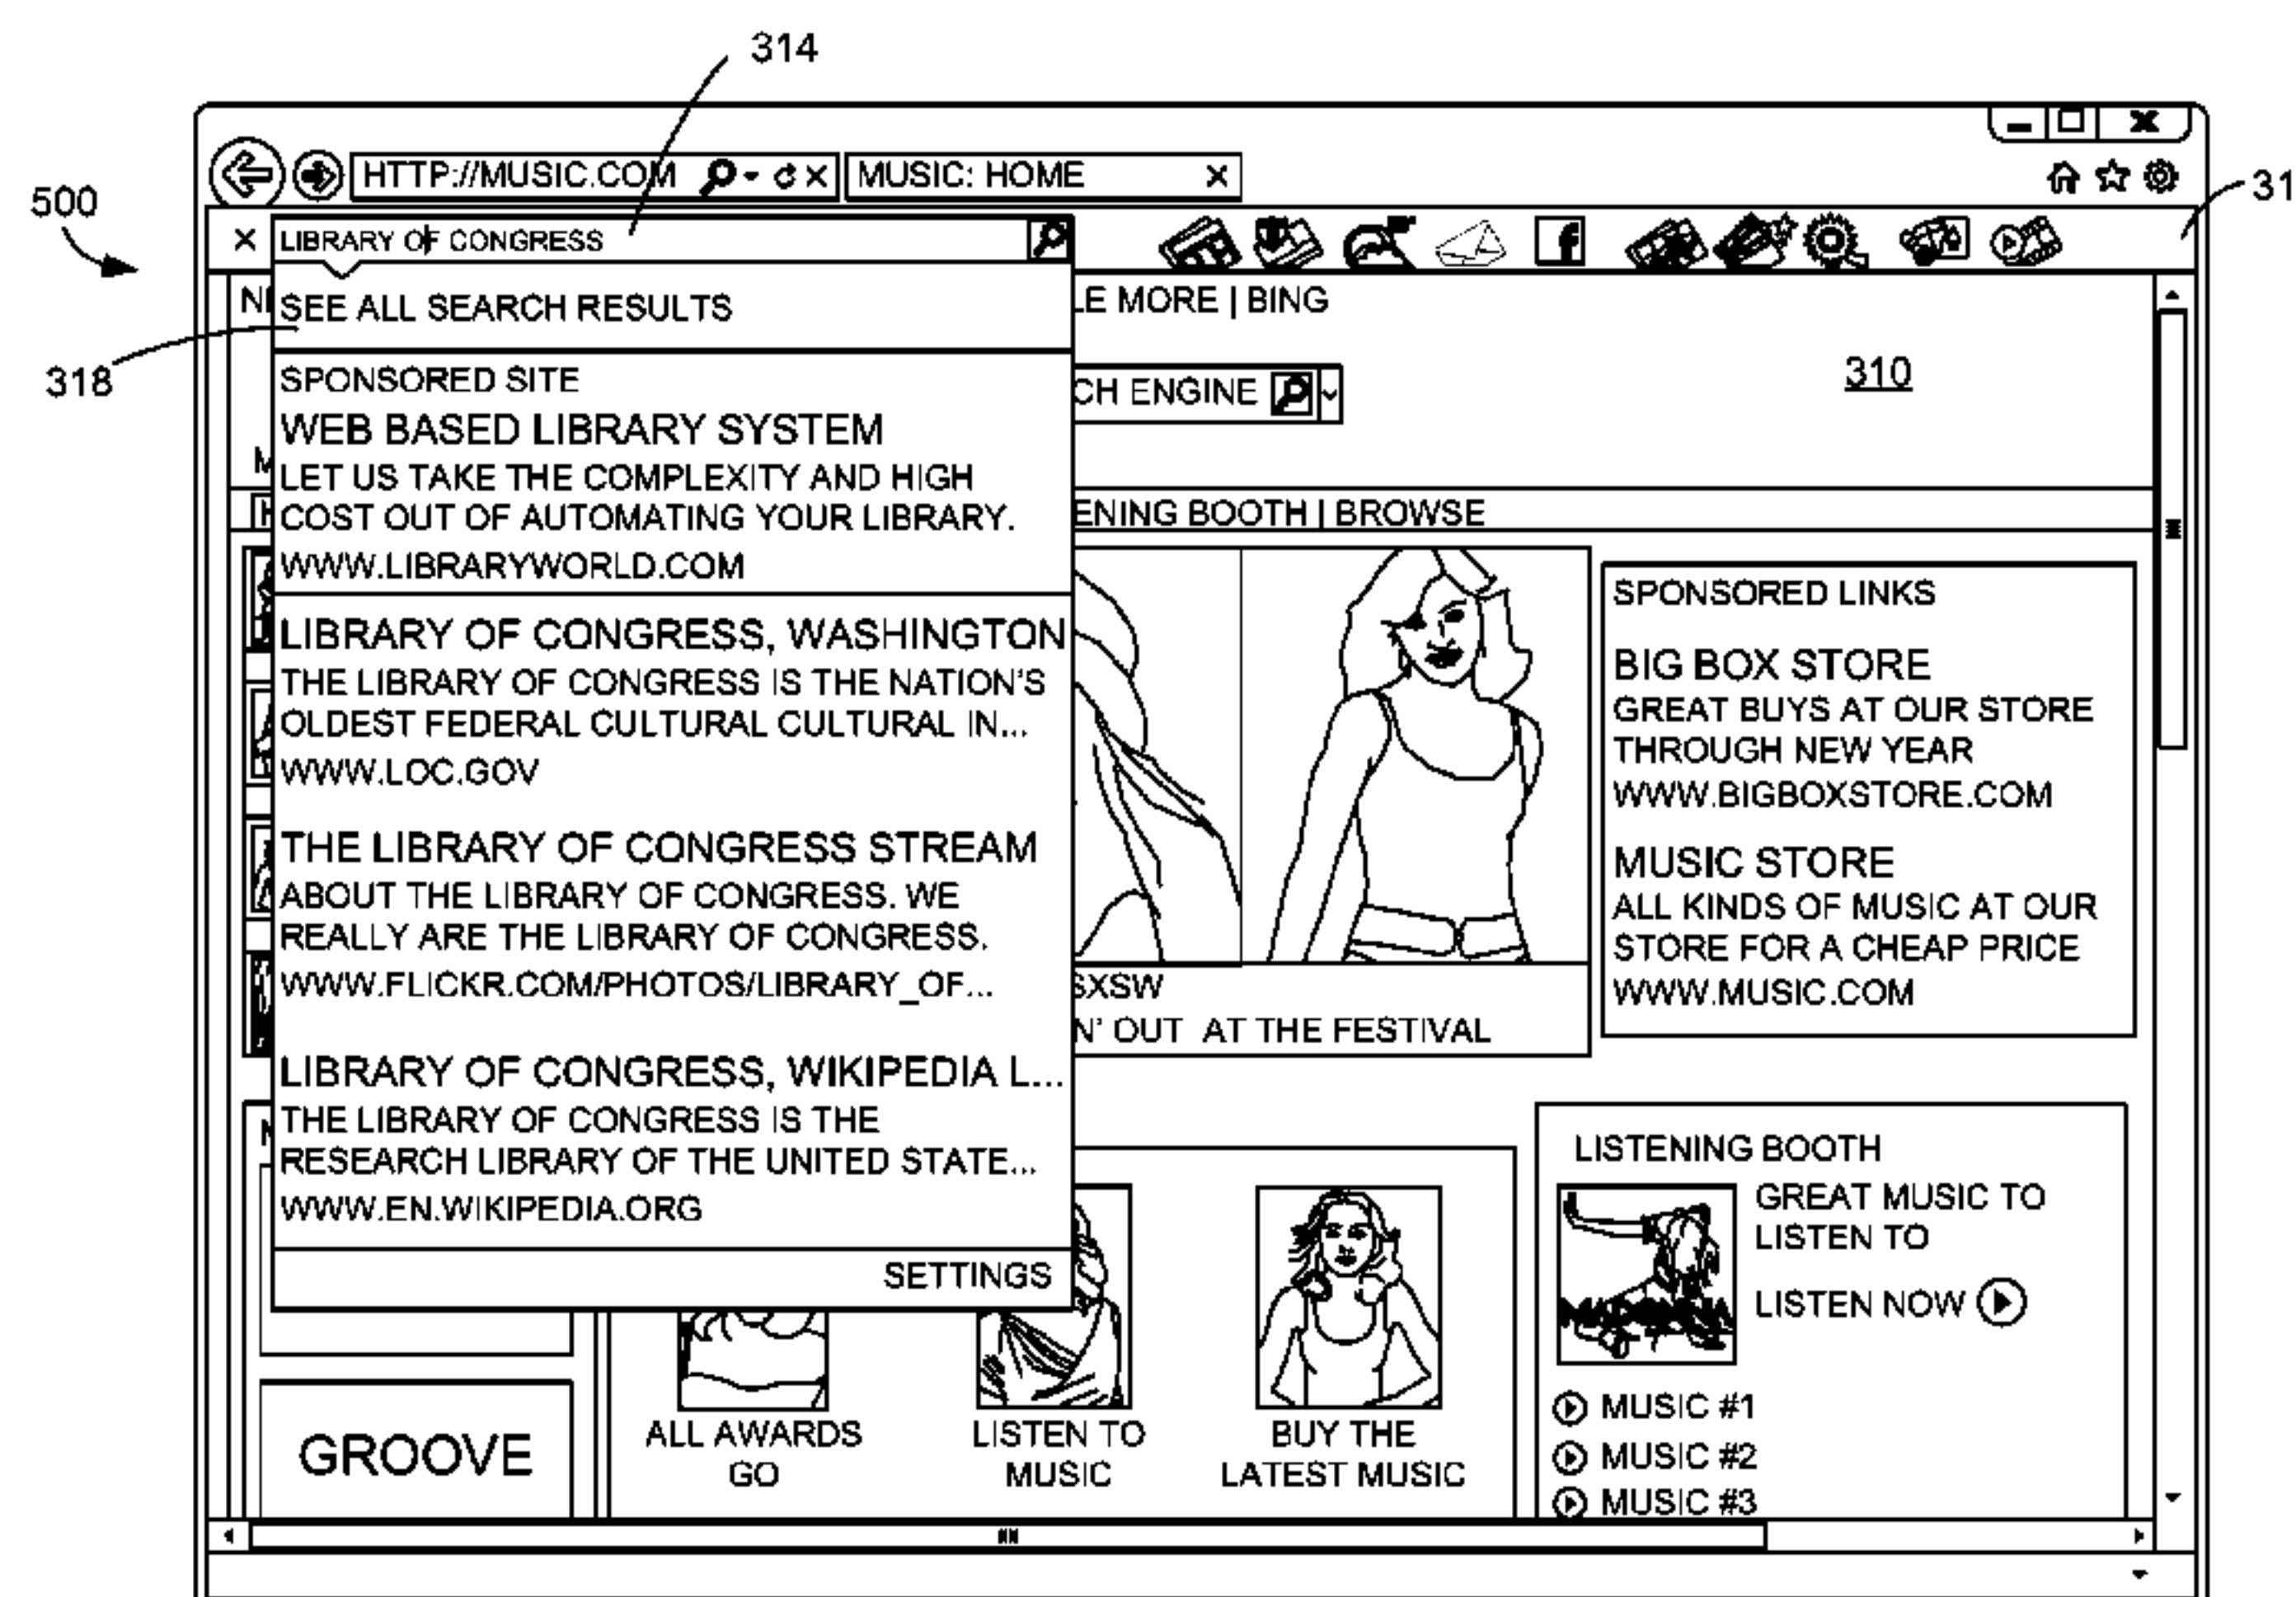 314
500
HTTP://MUSIC.COM
MUSIC: HOME
31
LIBRARY OF CONGRESS
f
SEE ALL SEARCH RESULTS
LE MORE | BING
318
310
CH ENGINE
SPONSORED SITE
WEB BASED LIBRARY SYSTEM
LET US TAKE THE COMPLEXITY AND HIGH
COST OUT OF AUTOMATING YOUR LIBRARY.
WWW.LIBRARYWORLD.COM
ENING BOOTH | BROWSE
LIBRARY OF CONGRESS, WASHINGTON
THE LIBRARY OF CONGRESS IS THE NATION'S
OLDEST FEDERAL CULTURAL CULTURAL IN...
WWW.LOC.GOV
THE LIBRARY OF CONGRESS STREAM
ABOUT THE LIBRARY OF CONGRESS. WE
REALLY ARE THE LIBRARY OF CONGRESS.
WWW.FLICKR.COM/PHOTOS/LIBRARY_OF...
LIBRARY OF CONGRESS, WIKIPEDIA L...
THE LIBRARY OF CONGRESS IS THE
RESEARCH LIBRARY OF THE UNITED STATE...
WWW.EN.WIKIPEDIA.ORG
SETTINGS
SXSW
N' OUT AT THE FESTIVAL
SPONSORED LINKS
BIG BOX STORE
GREAT BUYS AT OUR STORE
THROUGH NEW YEAR
WWW.BIGBOXSTORE.COM
MUSIC STORE
ALL KINDS OF MUSIC AT OUR
STORE FOR A CHEAP PRICE
WWW.MUSIC.COM
GROOVE
ALL AWARDS
GO
LISTEN TO
MUSIC
BUY THE
LATEST MUSIC
LISTENING BOOTH
GREAT MUSIC TO
LISTEN TO
LISTEN NOW
MUSIC #1
MUSIC #2
MUSIC #3